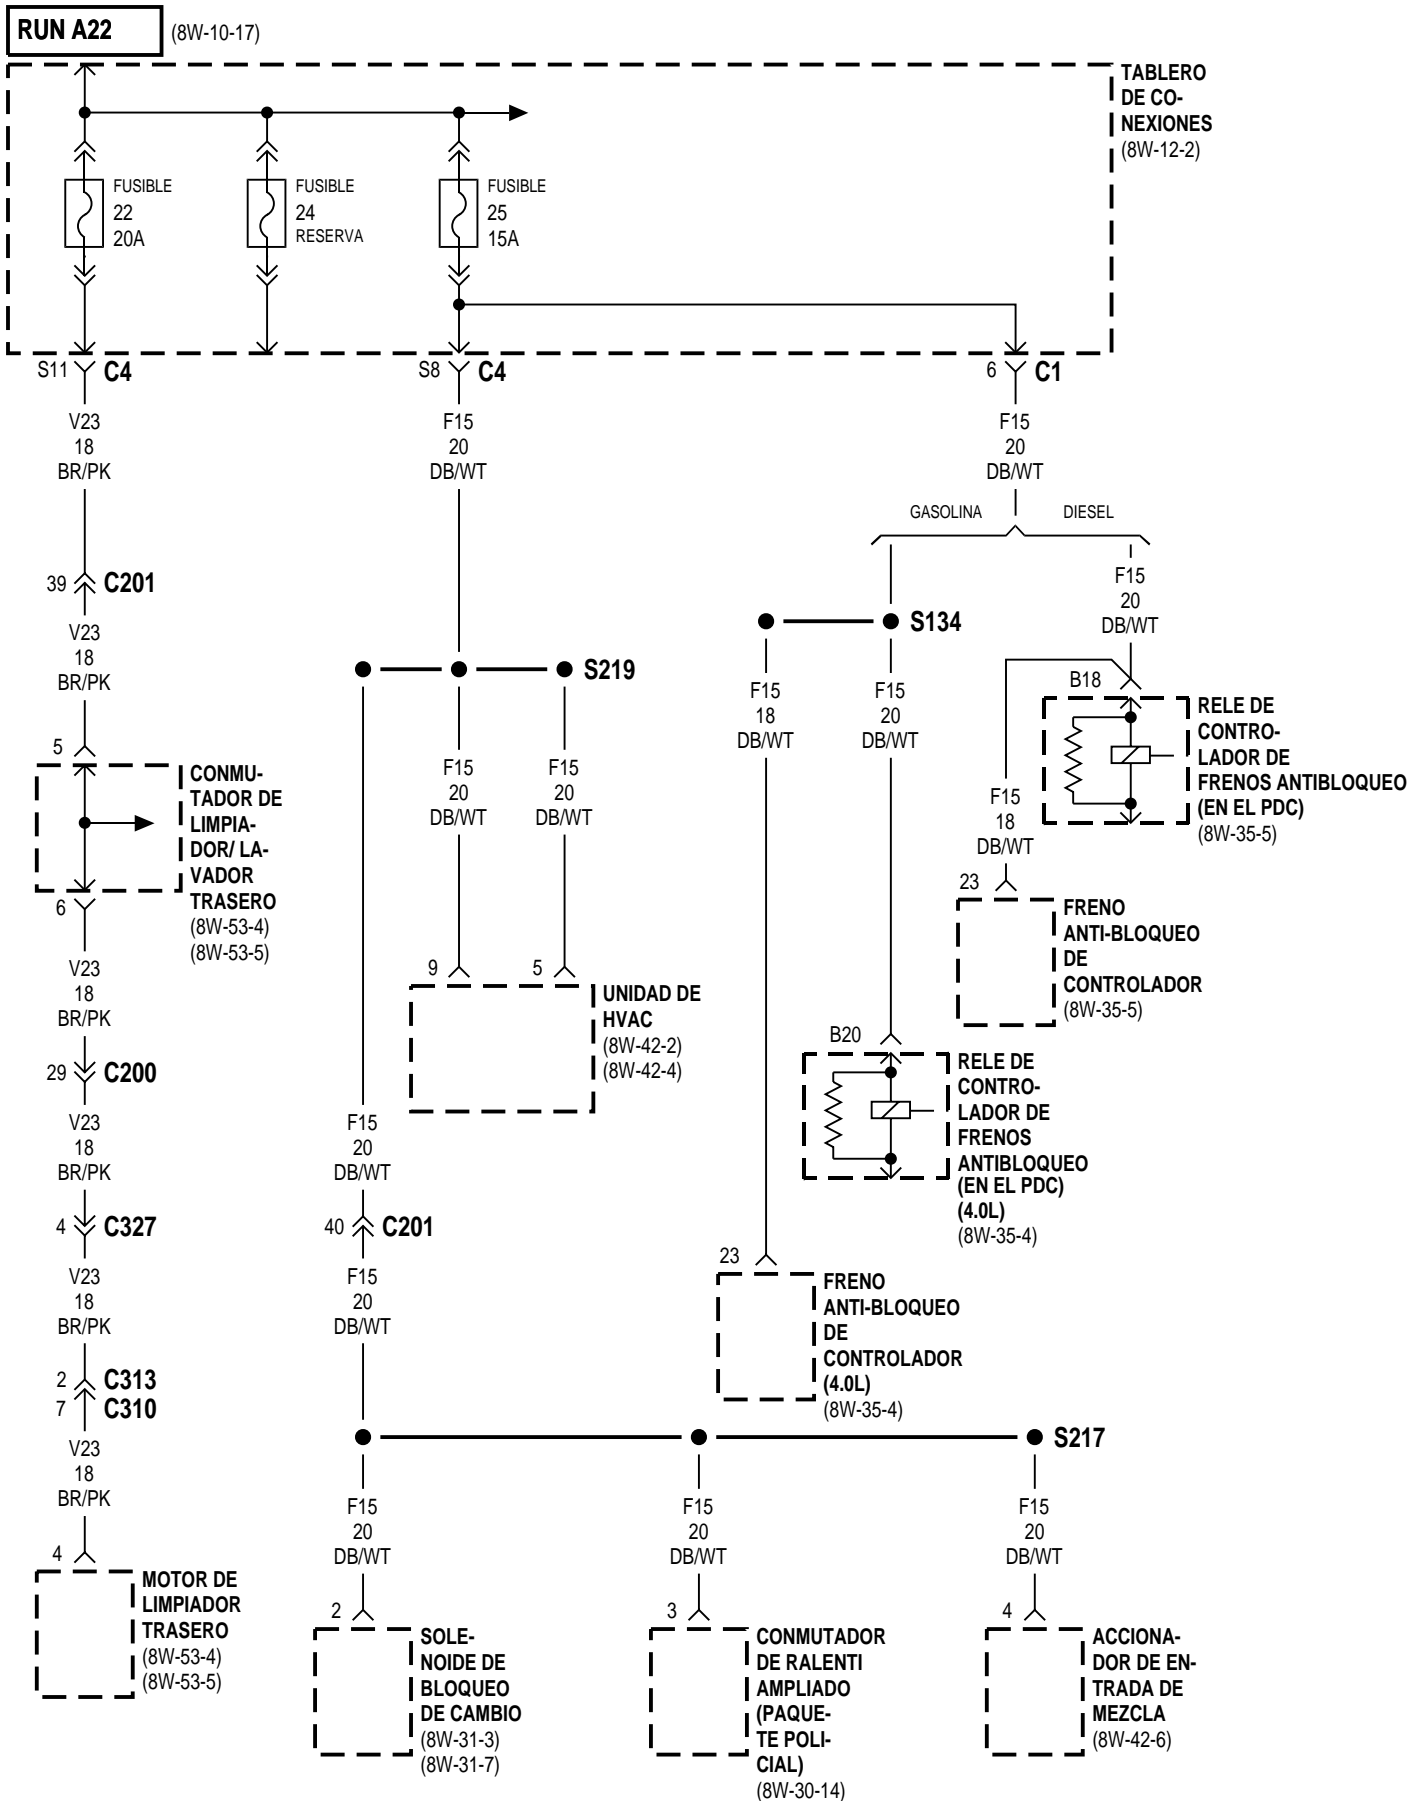 RUN A22
(8W-10-17)
TABLERO
DE CO-
NEXIONES
(8W-12-2)
FUSIBLE
22
20A
FUSIBLE
24
RESERVA
FUSIBLE
25
15A
S11
C4
S8
C4
6
C1
V23
18
BR/PK
F15
20
DB/WT
F15
20
DB/WT
GASOLINA
DIESEL
39
C201
F15
20
DB/WT
V23
18
BR/PK
S134
S219
F15
18
DB/WT
F15
20
DB/WT
B18
RELE DE
CONTRO-
LADOR DE
FRENOS ANTIBLOQUEO
(EN EL PDC)
(8W-35-5)
5
CONMU-
TADOR DE
LIMPIA-
DOR/ LA-
VADOR
TRASERO
(8W-53-4)
(8W-53-5)
6
F15
20
DB/WT
F15
20
DB/WT
F15
18
DB/WT
23
FRENO
ANTI-BLOQUEO
DE
CONTROLADOR
(8W-35-5)
V23
18
BR/PK
9
5
UNIDAD DE
HVAC
(8W-42-2)
(8W-42-4)
29
C200
B20
RELE DE
CONTRO-
LADOR DE
FRENOS
ANTIBLOQUEO
(EN EL PDC)
(4.0L)
(8W-35-4)
V23
18
BR/PK
F15
20
DB/WT
4
C327
40
C201
23
FRENO
ANTI-BLOQUEO
DE
CONTROLADOR
(4.0L)
(8W-35-4)
V23
18
BR/PK
F15
20
DB/WT
2
C313
7
C310
S217
V23
18
BR/PK
F15
20
DB/WT
F15
20
DB/WT
F15
20
DB/WT
4
MOTOR DE
LIMPIADOR
TRASERO
(8W-53-4)
(8W-53-5)
2
SOLE-
NOIDE DE
BLOQUEO
DE CAMBIO
(8W-31-3)
(8W-31-7)
3
CONMUTADOR
DE RALENTI
AMPLIADO
(PAQUE-
TE POLI-
CIAL)
(8W-30-14)
4
ACCIONA-
DOR DE EN-
TRADA DE
MEZCLA
(8W-42-6)